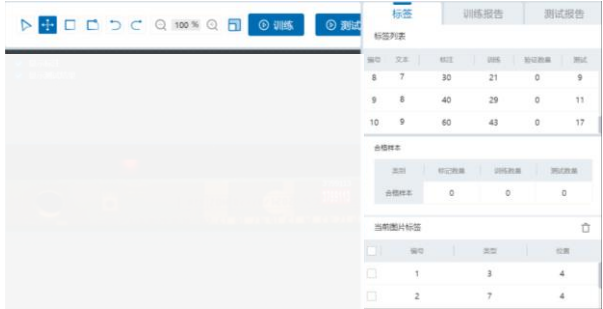 100 %
训练
测试
标签 训练报告 测试报告
标签列表
编号 文本 标注 训练 验证数量 测试
8 7 30 21 0 9
9 8 40 29 0 11
10 9 60 43 0 17
合格样本
类别 标记数量 训练数量 测试数量
合格样本 0 0 0
当前图片标签
编号 类型 位置
1 3 4
2 7 4